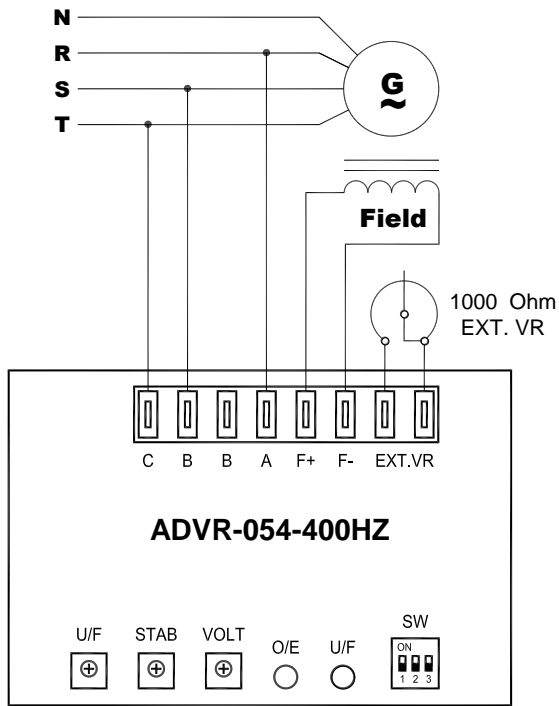 N
R
S
T
G
~
Field
1000 Ohm
EXT. VR
C B B A F+ F- EXT.VR
ADVR-054-400HZ
U/F STAB VOLT O/E U/F SW
ON
1 2 3